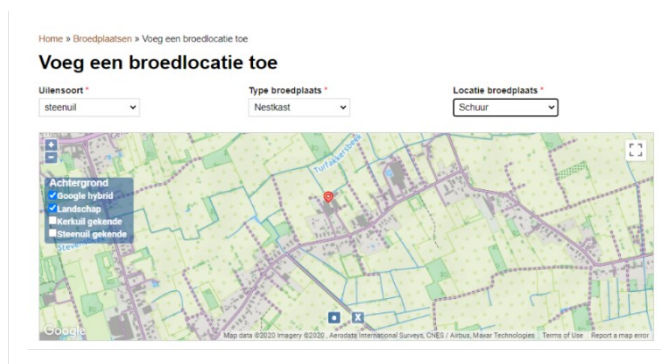 Home » Broedplaatsen » Voeg een broedlocatie toe
Voeg een broedlocatie toe
Uilensoort *
Type broedplaats *
Locatie broedplaats *
steenuil
Nestkast
Schuur
+
−
Achtergrond
Google hybrid
Landschap
Kerkuil gekende
Steenuil gekende
Turfakkersbeek
X
Google
Map data ©2020 Imagery ©2020 , Aerodata International Surveys, CNES / Airbus, Maxar Technologies
Terms of Use
Report a map error